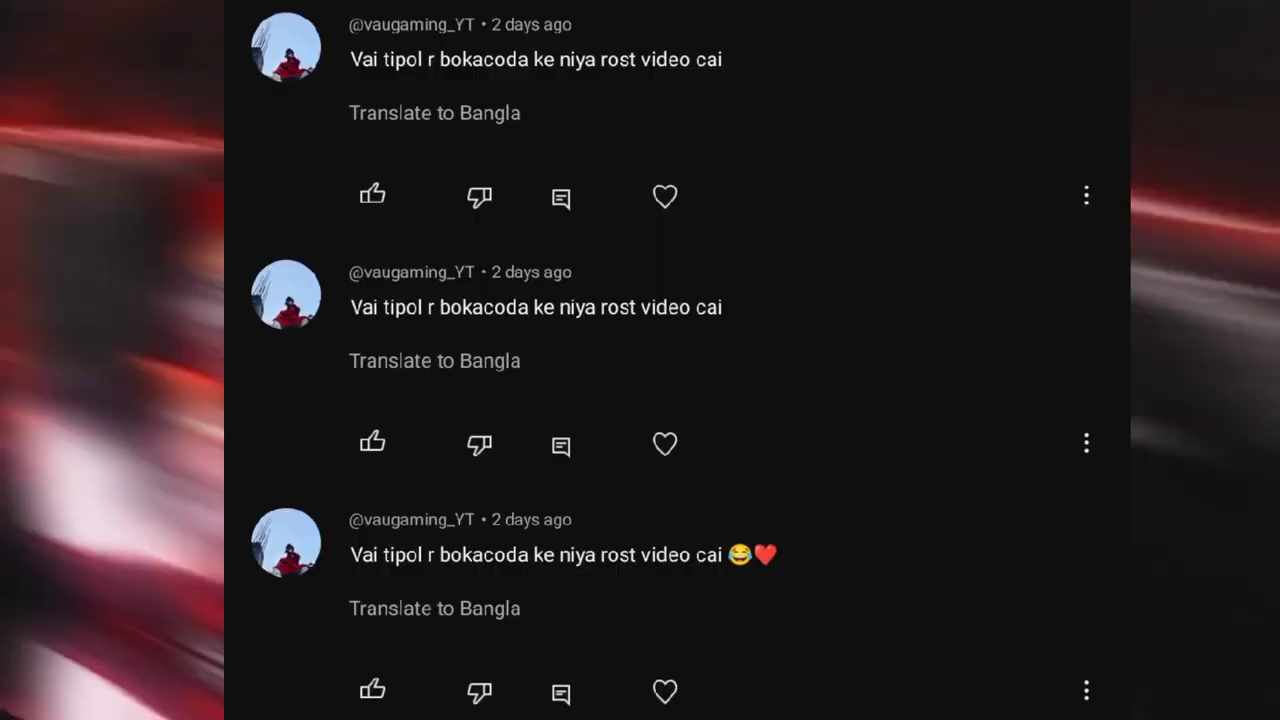 @vaugaming_YT • 2 days ago
Vai tipol r bokacoda ke niya rost video cai
Translate to Bangla
@vaugaming_YT • 2 days ago
Vai tipol r bokacoda ke niya rost video cai
Translate to Bangla
@vaugaming_YT • 2 days ago
Vai tipol r bokacoda ke niya rost video cai 😂❤️
Translate to Bangla